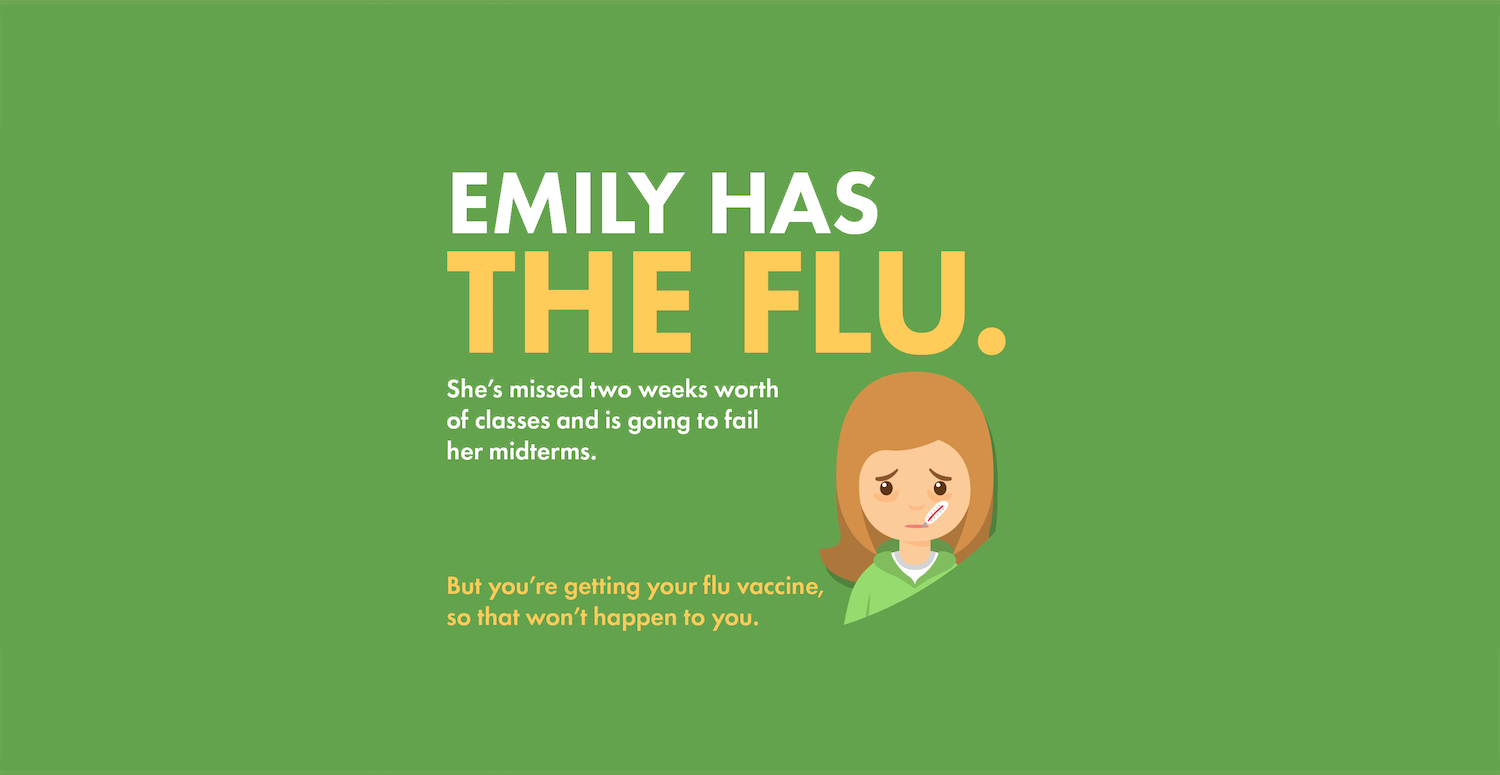 EMILY HAS
THE FLU.
She’s missed two weeks worth
of classes and is going to fail
her midterms.
But you’re getting your flu vaccine,
so that won’t happen to you.